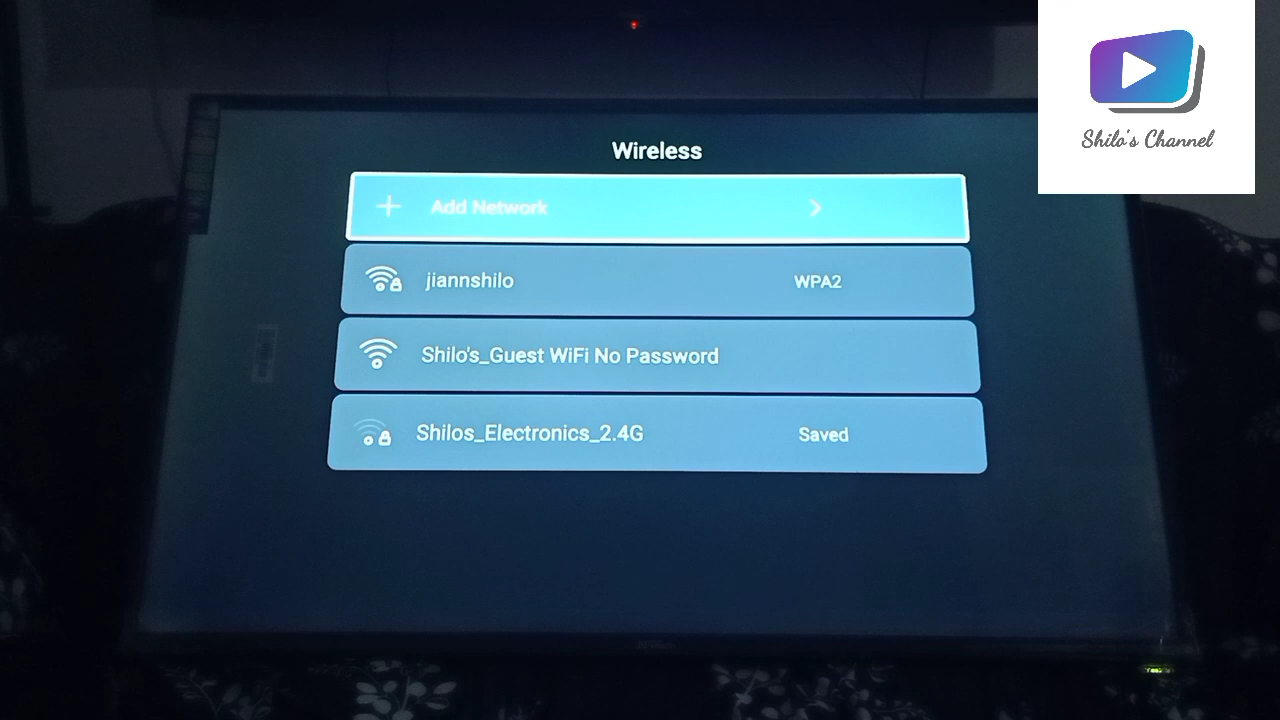 Shilo's Channel
Wireless
Add Network
jiannshilo WPA2
Shilo's_Guest WiFi No Password
Shilos_Electronics_2.4G Saved